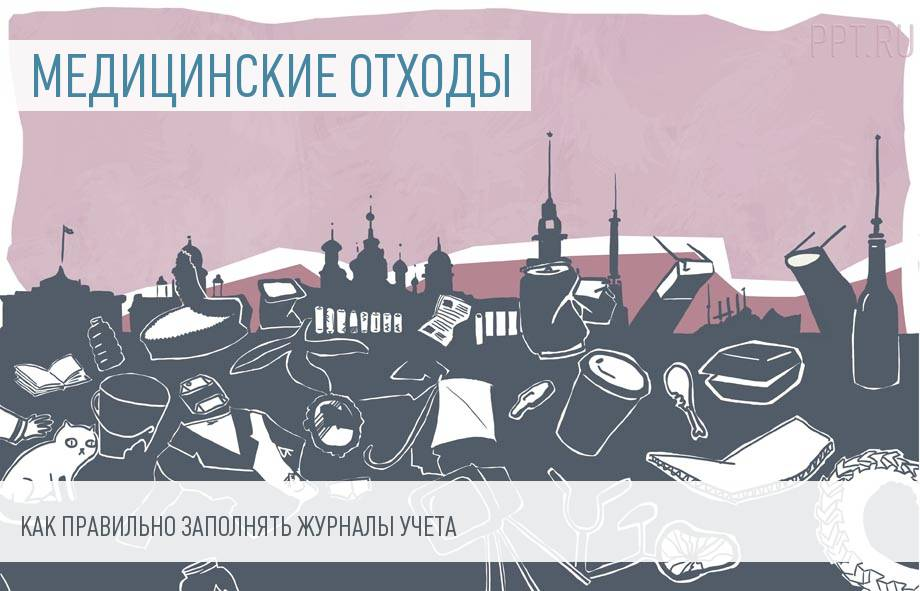 PPT.RU
МЕДИЦИНСКИЕ ОТХОДЫ
КАК ПРАВИЛЬНО ЗАПОЛНЯТЬ ЖУРНАЛЫ УЧЕТА